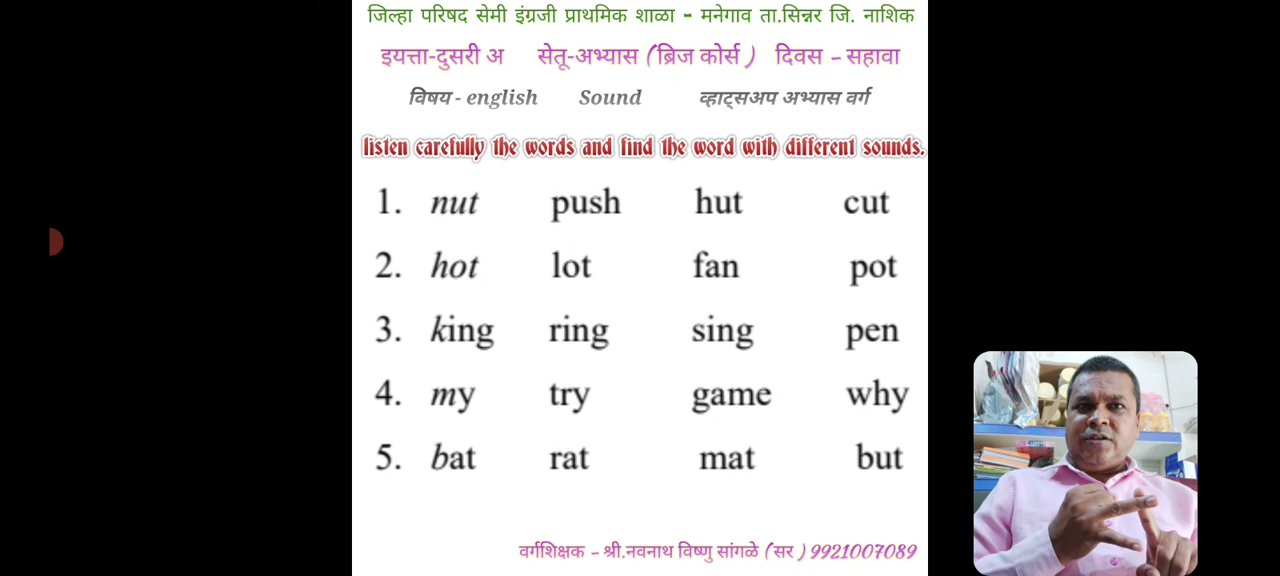 जिल्हा परिषद सेमी इंग्रजी प्राथमिक शाळा - मनेगाव ता.सिन्नर जि. नाशिक
इयत्ता-दुसरी अ सेतू-अभ्यास (ब्रिज कोर्स ) दिवस - सहावा
विषय - english Sound व्हाट्सअप अभ्यास वर्ग
listen carefully the words and find the word with different sounds.
1. nut push hut cut
2. hot lot fan pot
3. king ring sing pen
4. my try game why
5. bat rat mat but
वर्गशिक्षक - श्री.नवनाथ विष्णु सांगळे (सर ) 9921007089